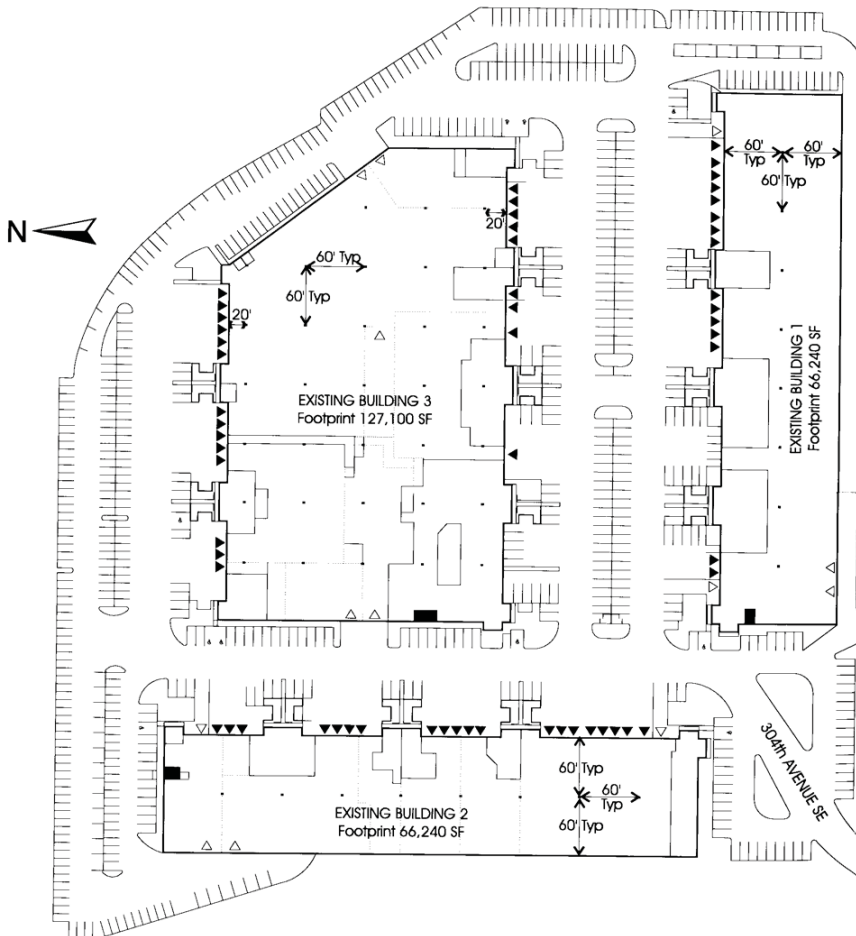 N
60'
Typ
60'
Typ
60' Typ
20'
60' Typ
60' Typ
20'
EXISTING BUILDING 3
Footprint 127,100 SF
EXISTING BUILDING 1
Footprint 66,240 SF
304th AVENUE SE
60' Typ
60'
Typ
60' Typ
EXISTING BUILDING 2
Footprint 66,240 SF